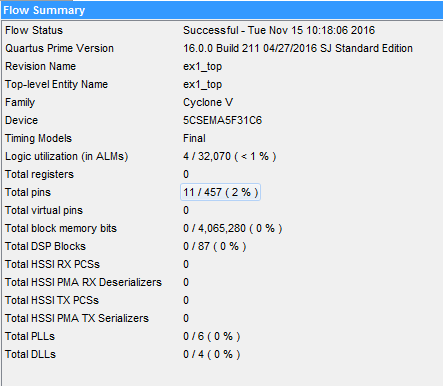 Flow Summary
Flow Status Successful - Tue Nov 15 10:18:06 2016
Quartus Prime Version 16.0.0 Build 211 04/27/2016 SJ Standard Edition
Revision Name ex1_top
Top-level Entity Name ex1_top
Family Cyclone V
Device 5CSEMA5F31C6
Timing Models Final
Logic utilization (in ALMs) 4 / 32,070 ( < 1 % )
Total registers 0
Total pins 11 / 457 ( 2 % )
Total virtual pins 0
Total block memory bits 0 / 4,065,280 ( 0 % )
Total DSP Blocks 0 / 87 ( 0 % )
Total HSSI RX PCSs 0
Total HSSI PMA RX Deserializers 0
Total HSSI TX PCSs 0
Total HSSI PMA TX Serializers 0
Total PLLs 0 / 6 ( 0 % )
Total DLLs 0 / 4 ( 0 % )